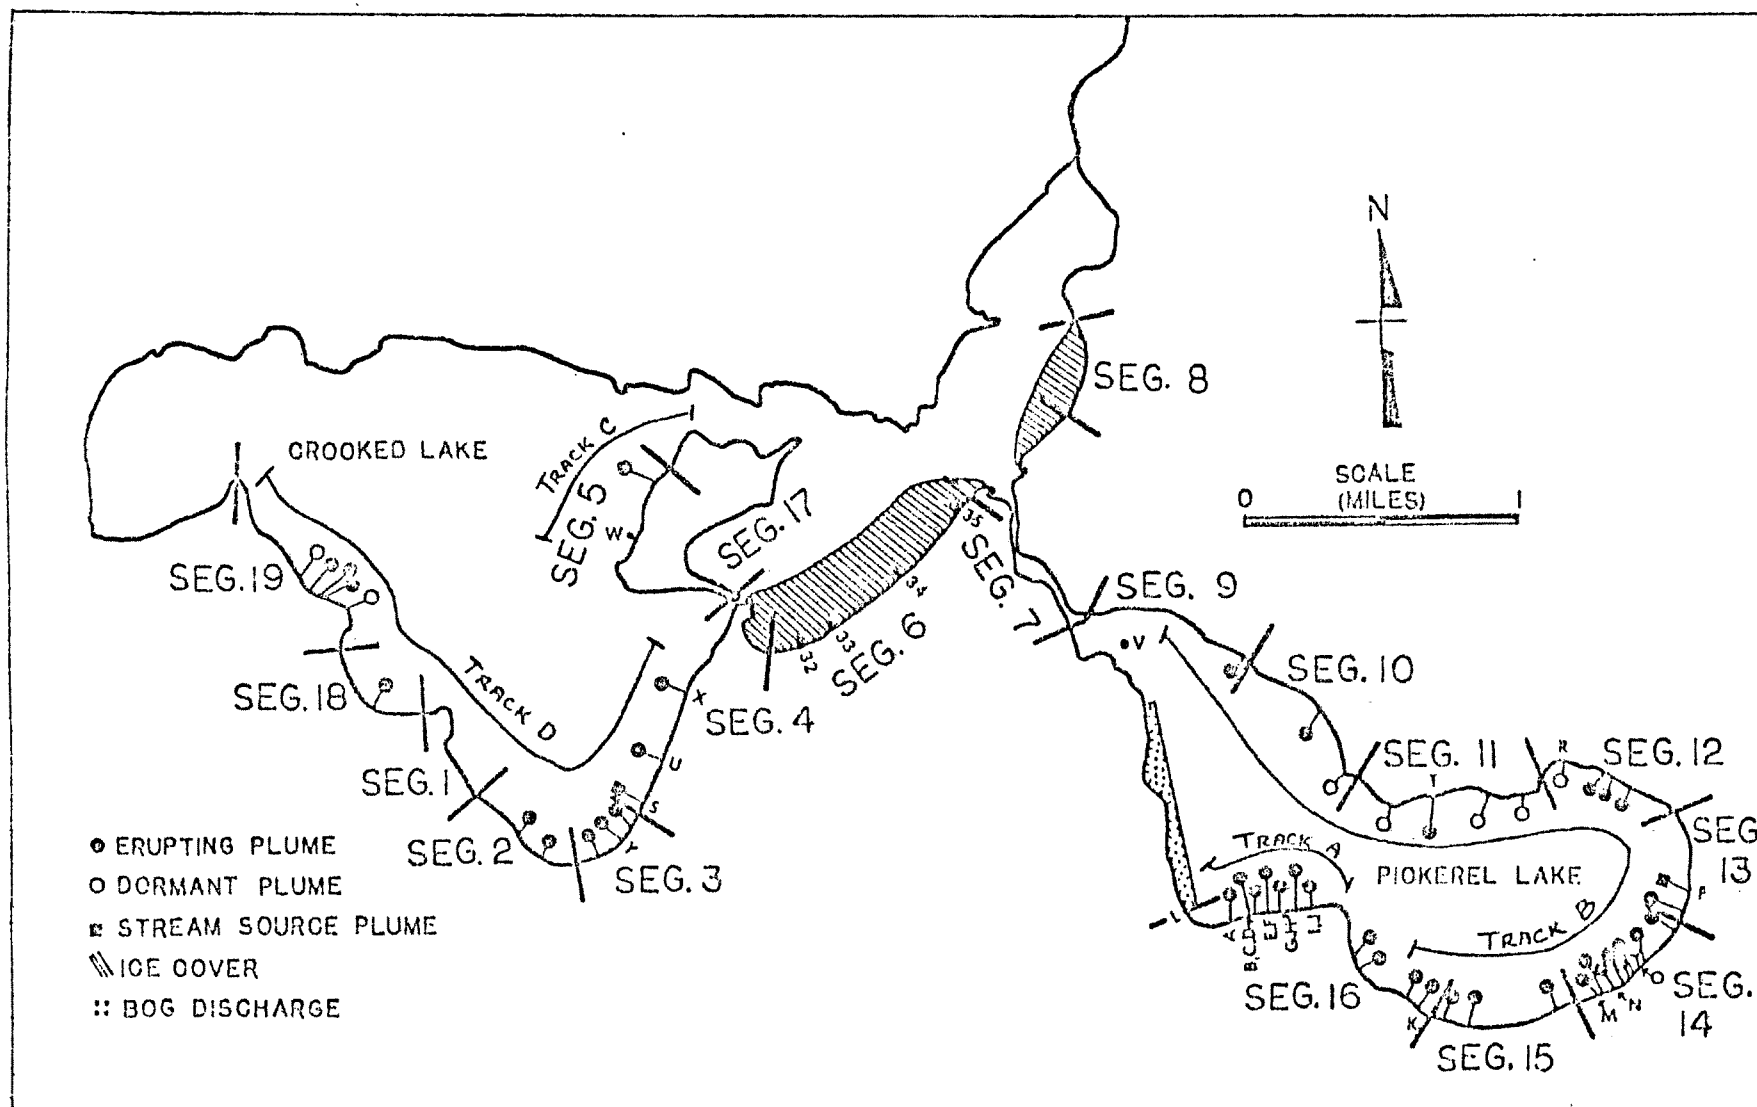 N
SEG. 8
SCALE
(MILES)
0 1
CROOKED LAKE
TRACK C
SEG. 5
W
SEG. 17
35
34
33
32
SEG. 6
SEG. 7
SEG. 9
V
SEG. 10
SEG. 19
SEG. 18
TRACK D
X
SEG. 4
U
S
Y
SEG. 1
SEG. 2
SEG. 3
SEG. 11
R
SEG. 12
SEG.
13
P
TRACK A
PICKEREL LAKE
TRACK B
L
A
B,C,D
K
M
N
O
SEG. 16
SEG. 15
SEG.
14
ERUPTING PLUME
DORMANT PLUME
STREAM SOURCE PLUME
ICE COVER
BOG DISCHARGE